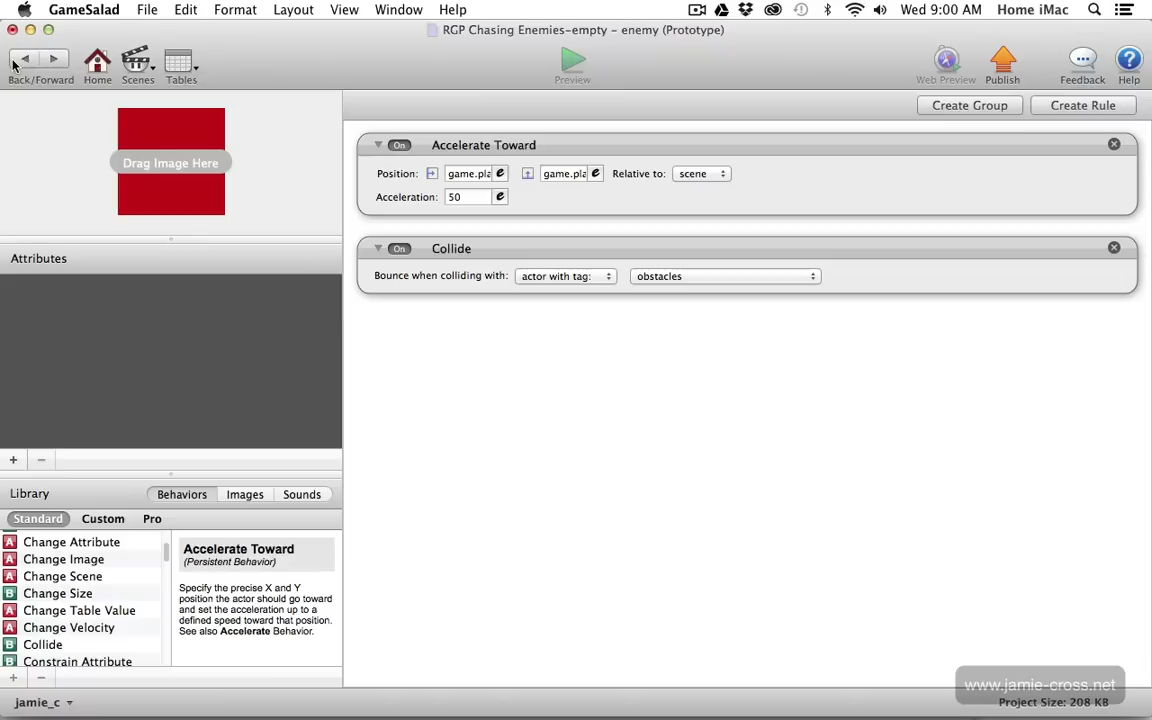 GameSalad File Edit Format Layout View Window Help Wed 9:00 AM Home iMac
RGP Chasing Enemies-empty - enemy (Prototype)
Back/Forward Home Scenes Tables Preview Web Preview Publish Feedback Help
Create Group Create Rule
Drag Image Here
On Accelerate Toward
Position: game.pla e game.pla e Relative to: scene
Acceleration: 50 e
On Collide
Bounce when colliding with: actor with tag: obstacles
Attributes
+ −
Library Behaviors Images Sounds
Standard Custom Pro
A Change Attribute
A Change Image
A Change Scene
B Change Size
A Change Table Value
A Change Velocity
B Collide
B Constrain Attribute
Accelerate Toward
(Persistent Behavior)
Specify the precise X and Y
position the actor should go toward
and set the acceleration up to a
defined speed toward that position.
See also Accelerate Behavior.
+ −
jamie_c
www.jamie-cross.net
Project Size: 208 KB